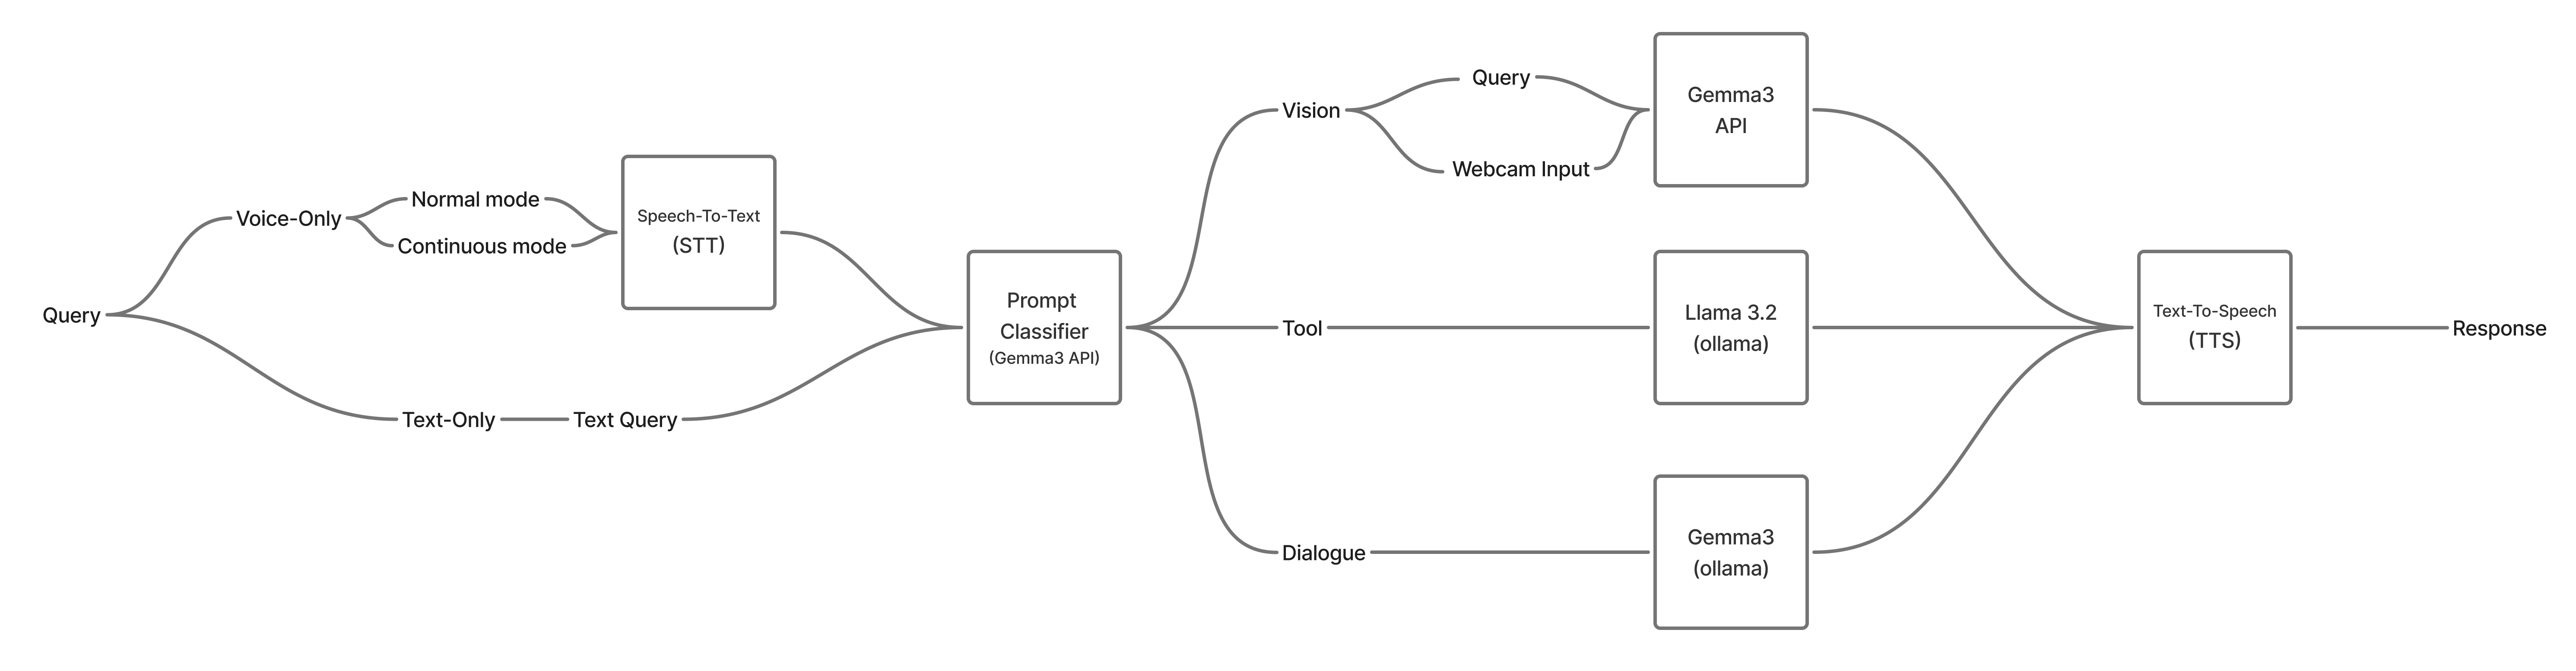 Query
Voice-Only
Normal mode
Continuous mode
Speech-To-Text
(STT)
Text-Only
Text Query
Prompt
Classifier
(Gemma3 API)
Vision
Query
Webcam Input
Gemma3
API
Tool
Llama 3.2
(ollama)
Dialogue
Gemma3
(ollama)
Text-To-Speech
(TTS)
Response